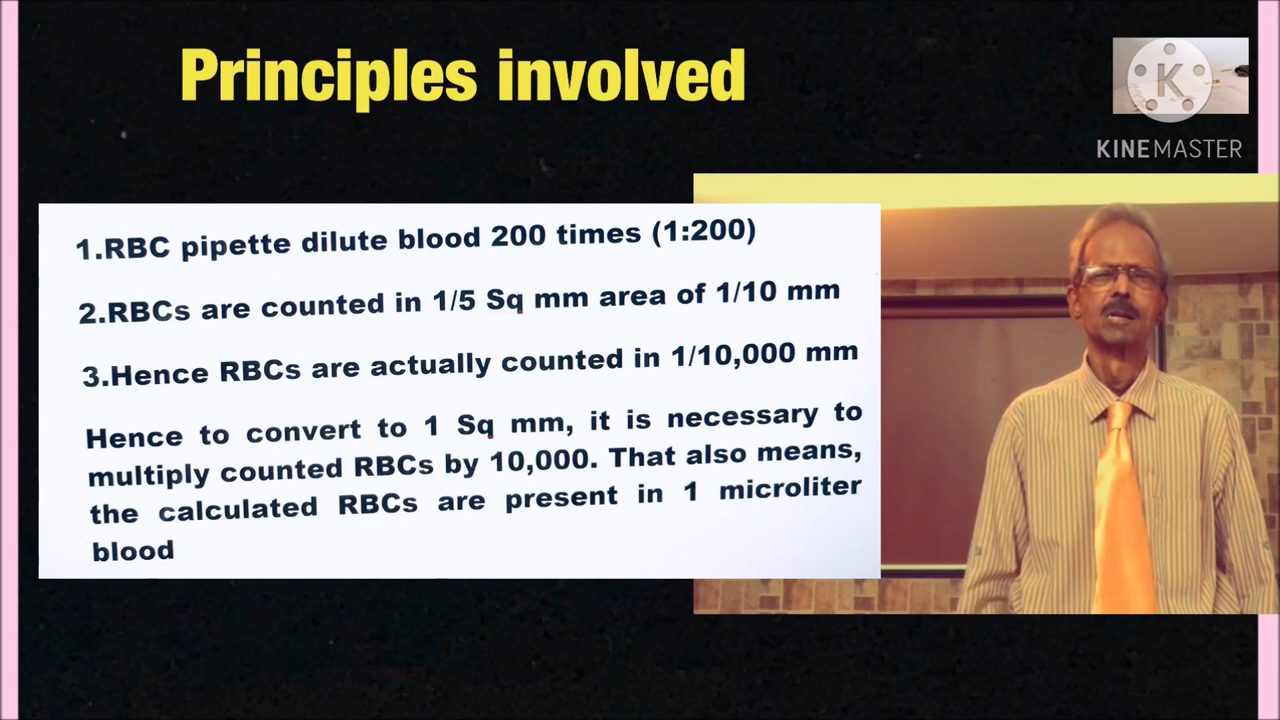 Principles involved
K
KINEMASTER
1.RBC pipette dilute blood 200 times (1:200)
2.RBCs are counted in 1/5 Sq mm area of 1/10 mm
3.Hence RBCs are actually counted in 1/10,000 mm
Hence to convert to 1 Sq mm, it is necessary to
multiply counted RBCs by 10,000. That also means,
the calculated RBCs are present in 1 microliter
blood